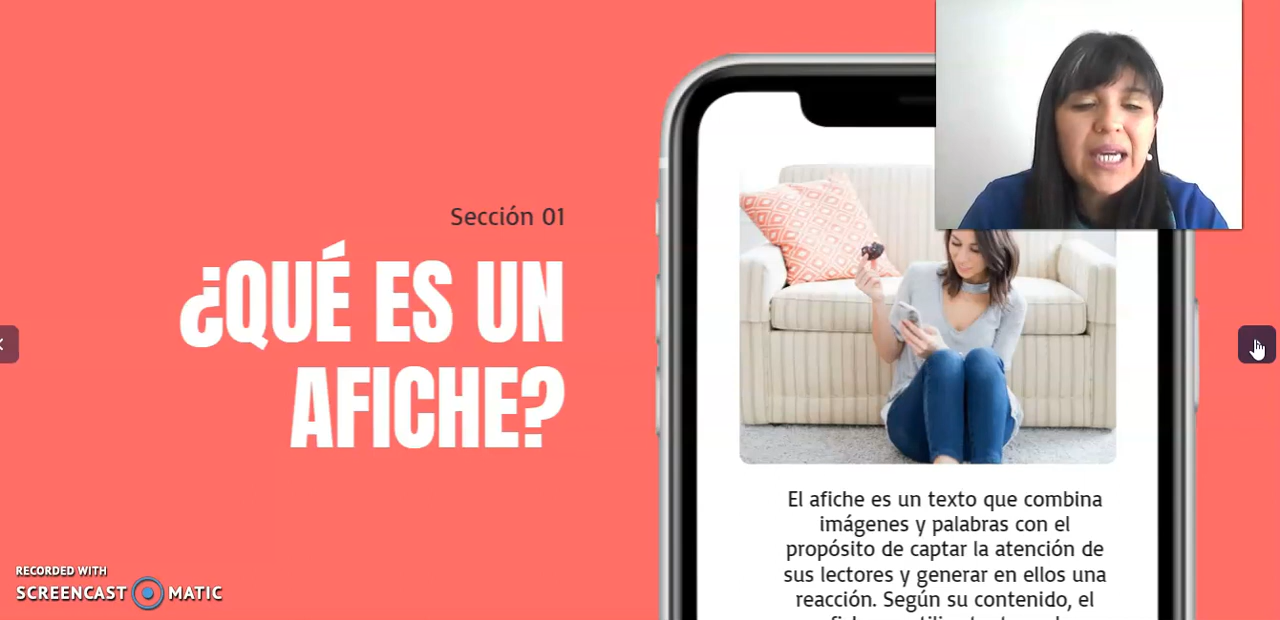 Sección 01
¿QUÉ ES UN
AFICHE?
El afiche es un texto que combina
imágenes y palabras con el
propósito de captar la atención de
sus lectores y generar en ellos una
reacción. Según su contenido, el
RECORDED WITH
SCREENCAST MATIC